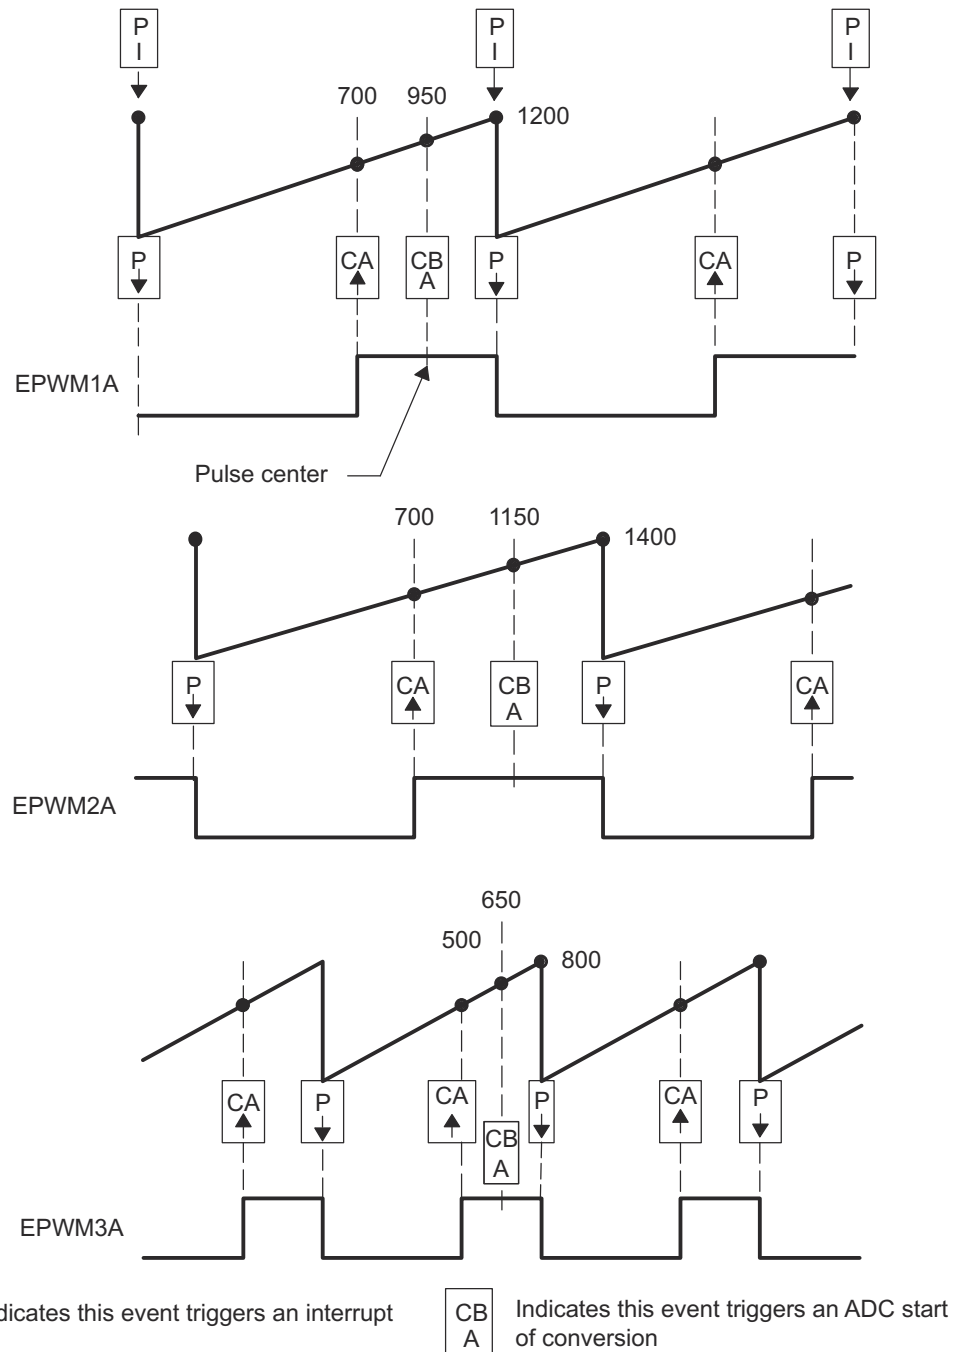 P
I
P
I
P
I
700 950
1200
P
CA
CB
A
P
CA
P
EPWM1A
Pulse center
700 1150
1400
P
CA
CB
A
P
CA
EPWM2A
650
500
800
CA
P
CA
CB
A
P
CA
P
EPWM3A
dicates this event triggers an interrupt
CB
A
Indicates this event triggers an ADC start
of conversion